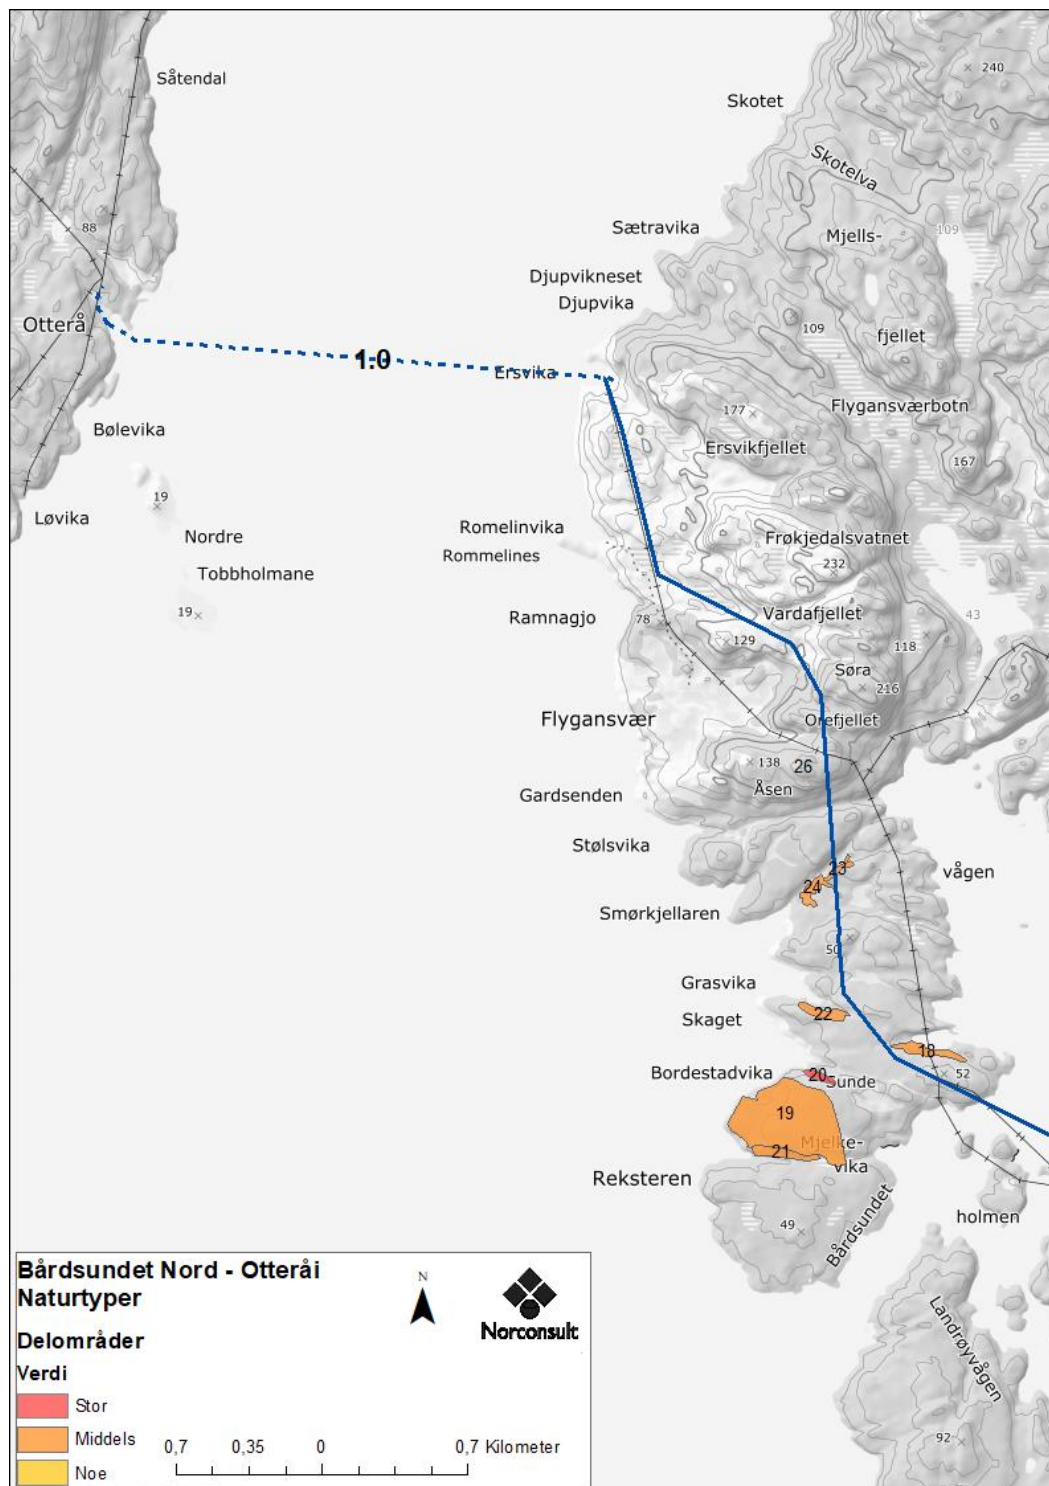 Såtendal
240
Skotet
Skotelva
88
Sætravika
Mjells-
109
Djupvikneset
Djupvika
Otterå
109
fjellet
1.0
Ersvika
177
Flygansværbotn
Bølevika
Ersvikfjellet
167
19
Løvika
Romelinvika
Nordre
Frøkjedalsvatnet
Rommelines
232
Tobbholmane
19
Ramnagjo
78
Vardafjellet
43
129
118
Søra
216
Flygansvær
Orefjellet
138
26
Åsen
Gardsenden
Stølsvika
23
vågen
24
Smørkjellaren
50
Grasvika
22
Skaget
18
Bordestadvika
20
Sunde
52
19
Mjelke-
21
vika
Reksteren
Bårdsundet
holmen
49
Landrøyvågen
92
Bårdsundet Nord - Otteråi
Naturtyper
N
Norconsult
Delområder
Verdi
Stor
Middels
Noe
0,7 0,35 0 0,7 Kilometer